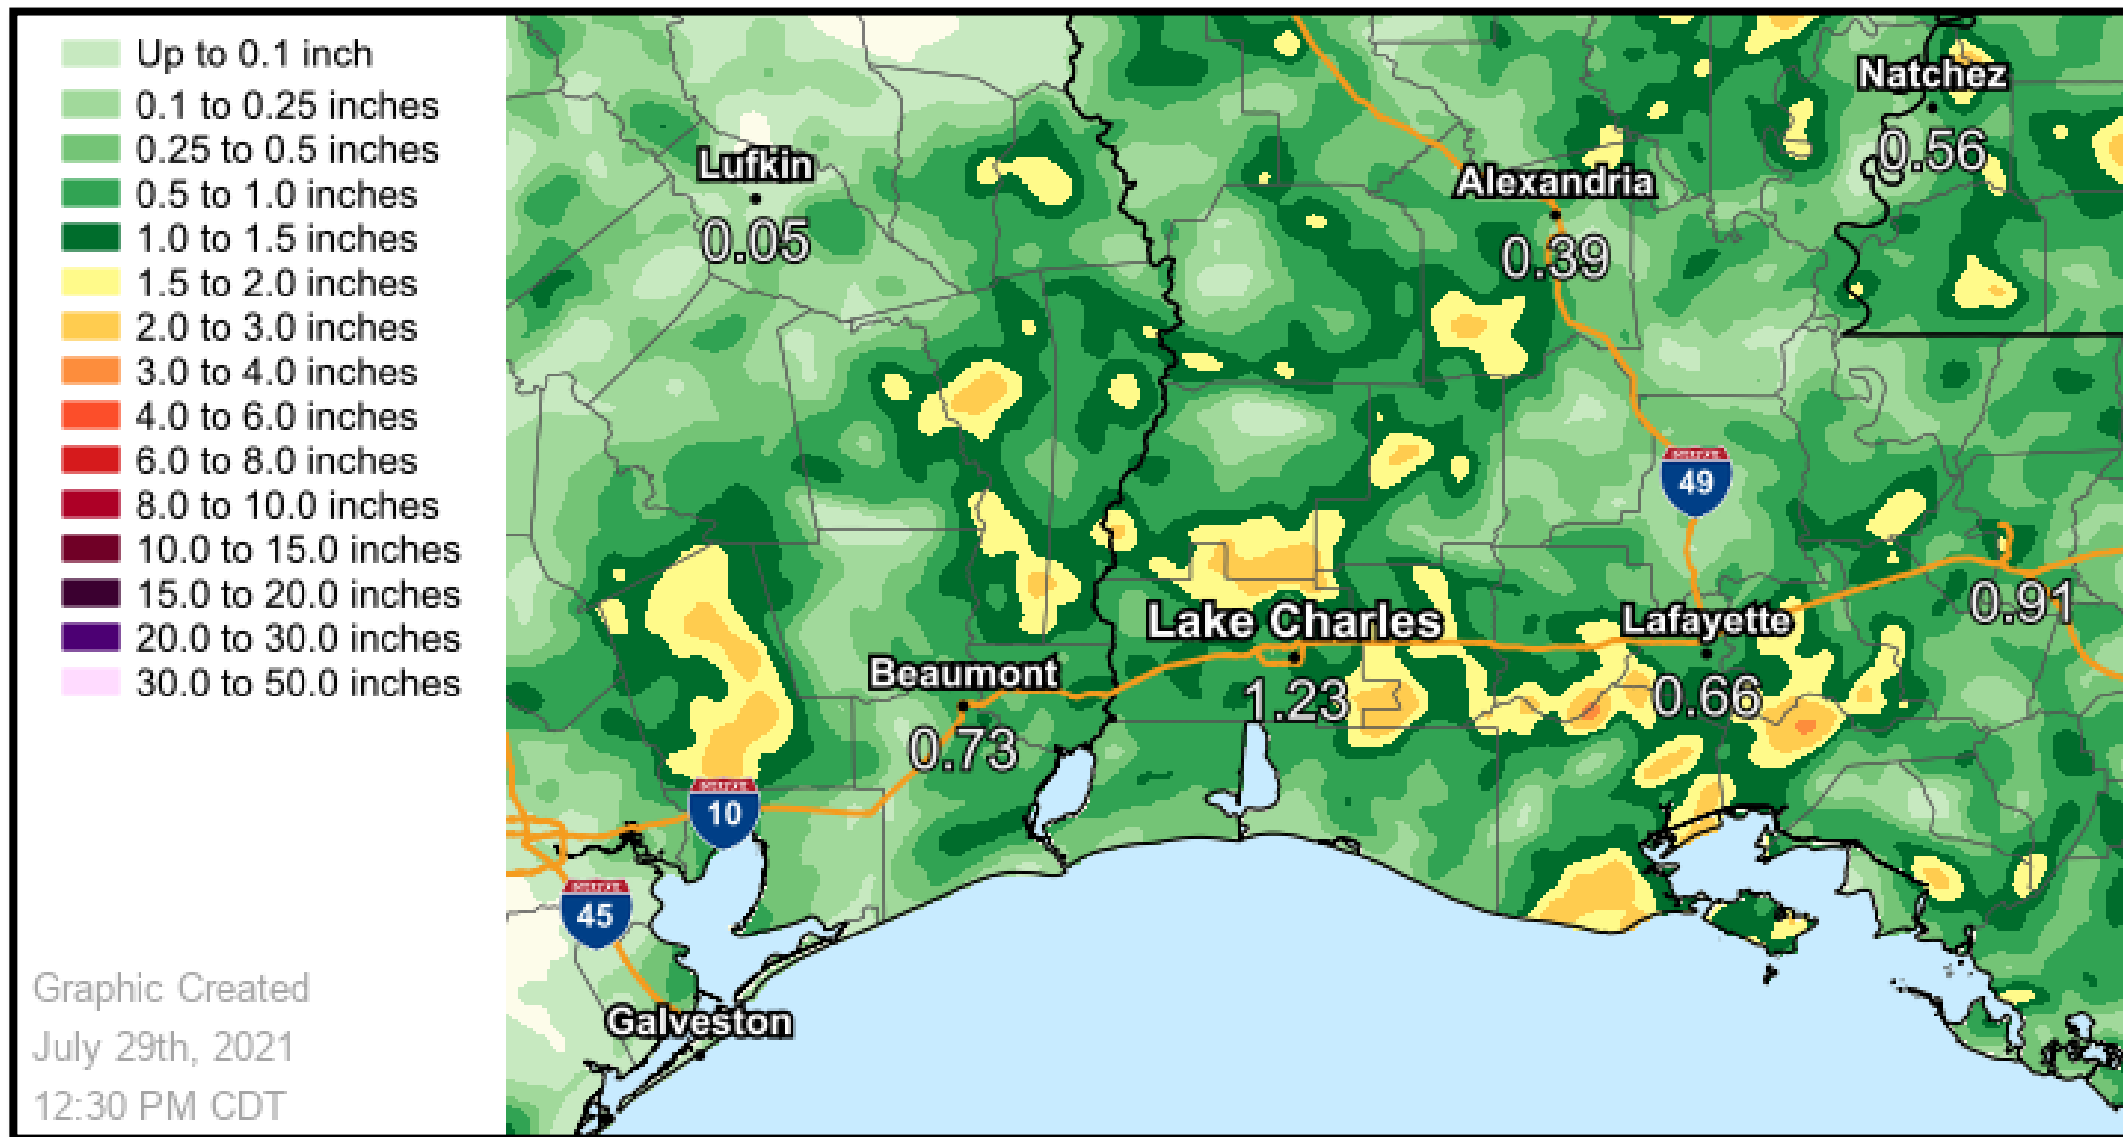 Up to 0.1 inch
0.1 to 0.25 inches
0.25 to 0.5 inches
0.5 to 1.0 inches
1.0 to 1.5 inches
1.5 to 2.0 inches
2.0 to 3.0 inches
3.0 to 4.0 inches
4.0 to 6.0 inches
6.0 to 8.0 inches
8.0 to 10.0 inches
10.0 to 15.0 inches
15.0 to 20.0 inches
20.0 to 30.0 inches
30.0 to 50.0 inches
Graphic Created
July 29th, 2021
12:30 PM CDT
Natchez
0.56
Lufkin
0.05
Alexandria
0.39
49
Lake Charles
1.23
Lafayette
0.66
0.91
Beaumont
0.73
10
45
Galveston